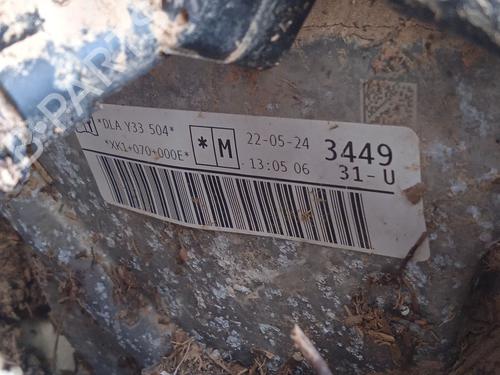 *DLA Y33 504*
*XK1+070+000E*
*M
22-05-24
13:05 06
3449
31-U